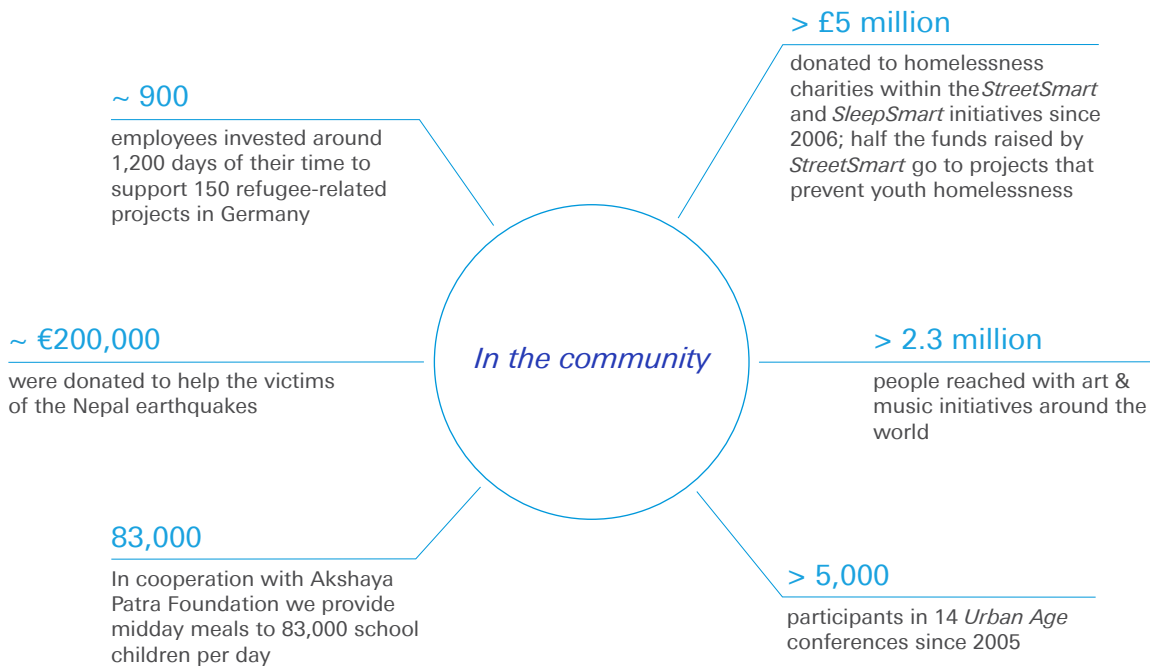 > £5 million
donated to homelessness
charities within the StreetSmart
and SleepSmart initiatives since
2006; half the funds raised by
StreetSmart go to projects that
prevent youth homelessness
~ 900
employees invested around
1,200 days of their time to
support 150 refugee-related
projects in Germany
~ €200,000
were donated to help the victims
of the Nepal earthquakes
In the community
> 2.3 million
people reached with art &
music initiatives around the
world
83,000
In cooperation with Akshaya
Patra Foundation we provide
midday meals to 83,000 school
children per day
> 5,000
participants in 14 Urban Age
conferences since 2005